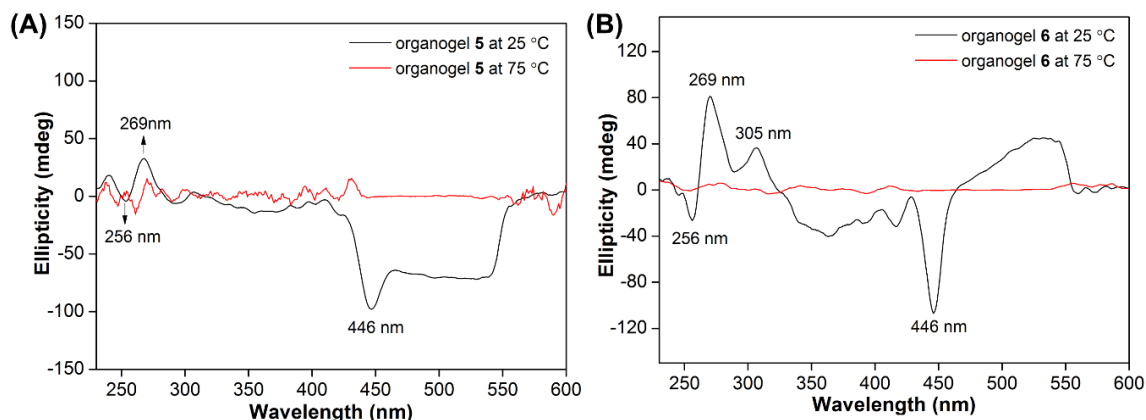 (A)
organogel 5 at 25 °C
organogel 5 at 75 °C
269nm
256 nm
446 nm
150
100
50
0
-50
-100
-150
Ellipticity (mdeg)
250 300 350 400 450 500 550 600
Wavelength (nm)
(B)
organogel 6 at 25 °C
organogel 6 at 75 °C
269 nm
305 nm
256 nm
446 nm
120
80
40
0
-40
-80
-120
Ellipticity (mdeg)
250 300 350 400 450 500 550 600
Wavelength (nm)